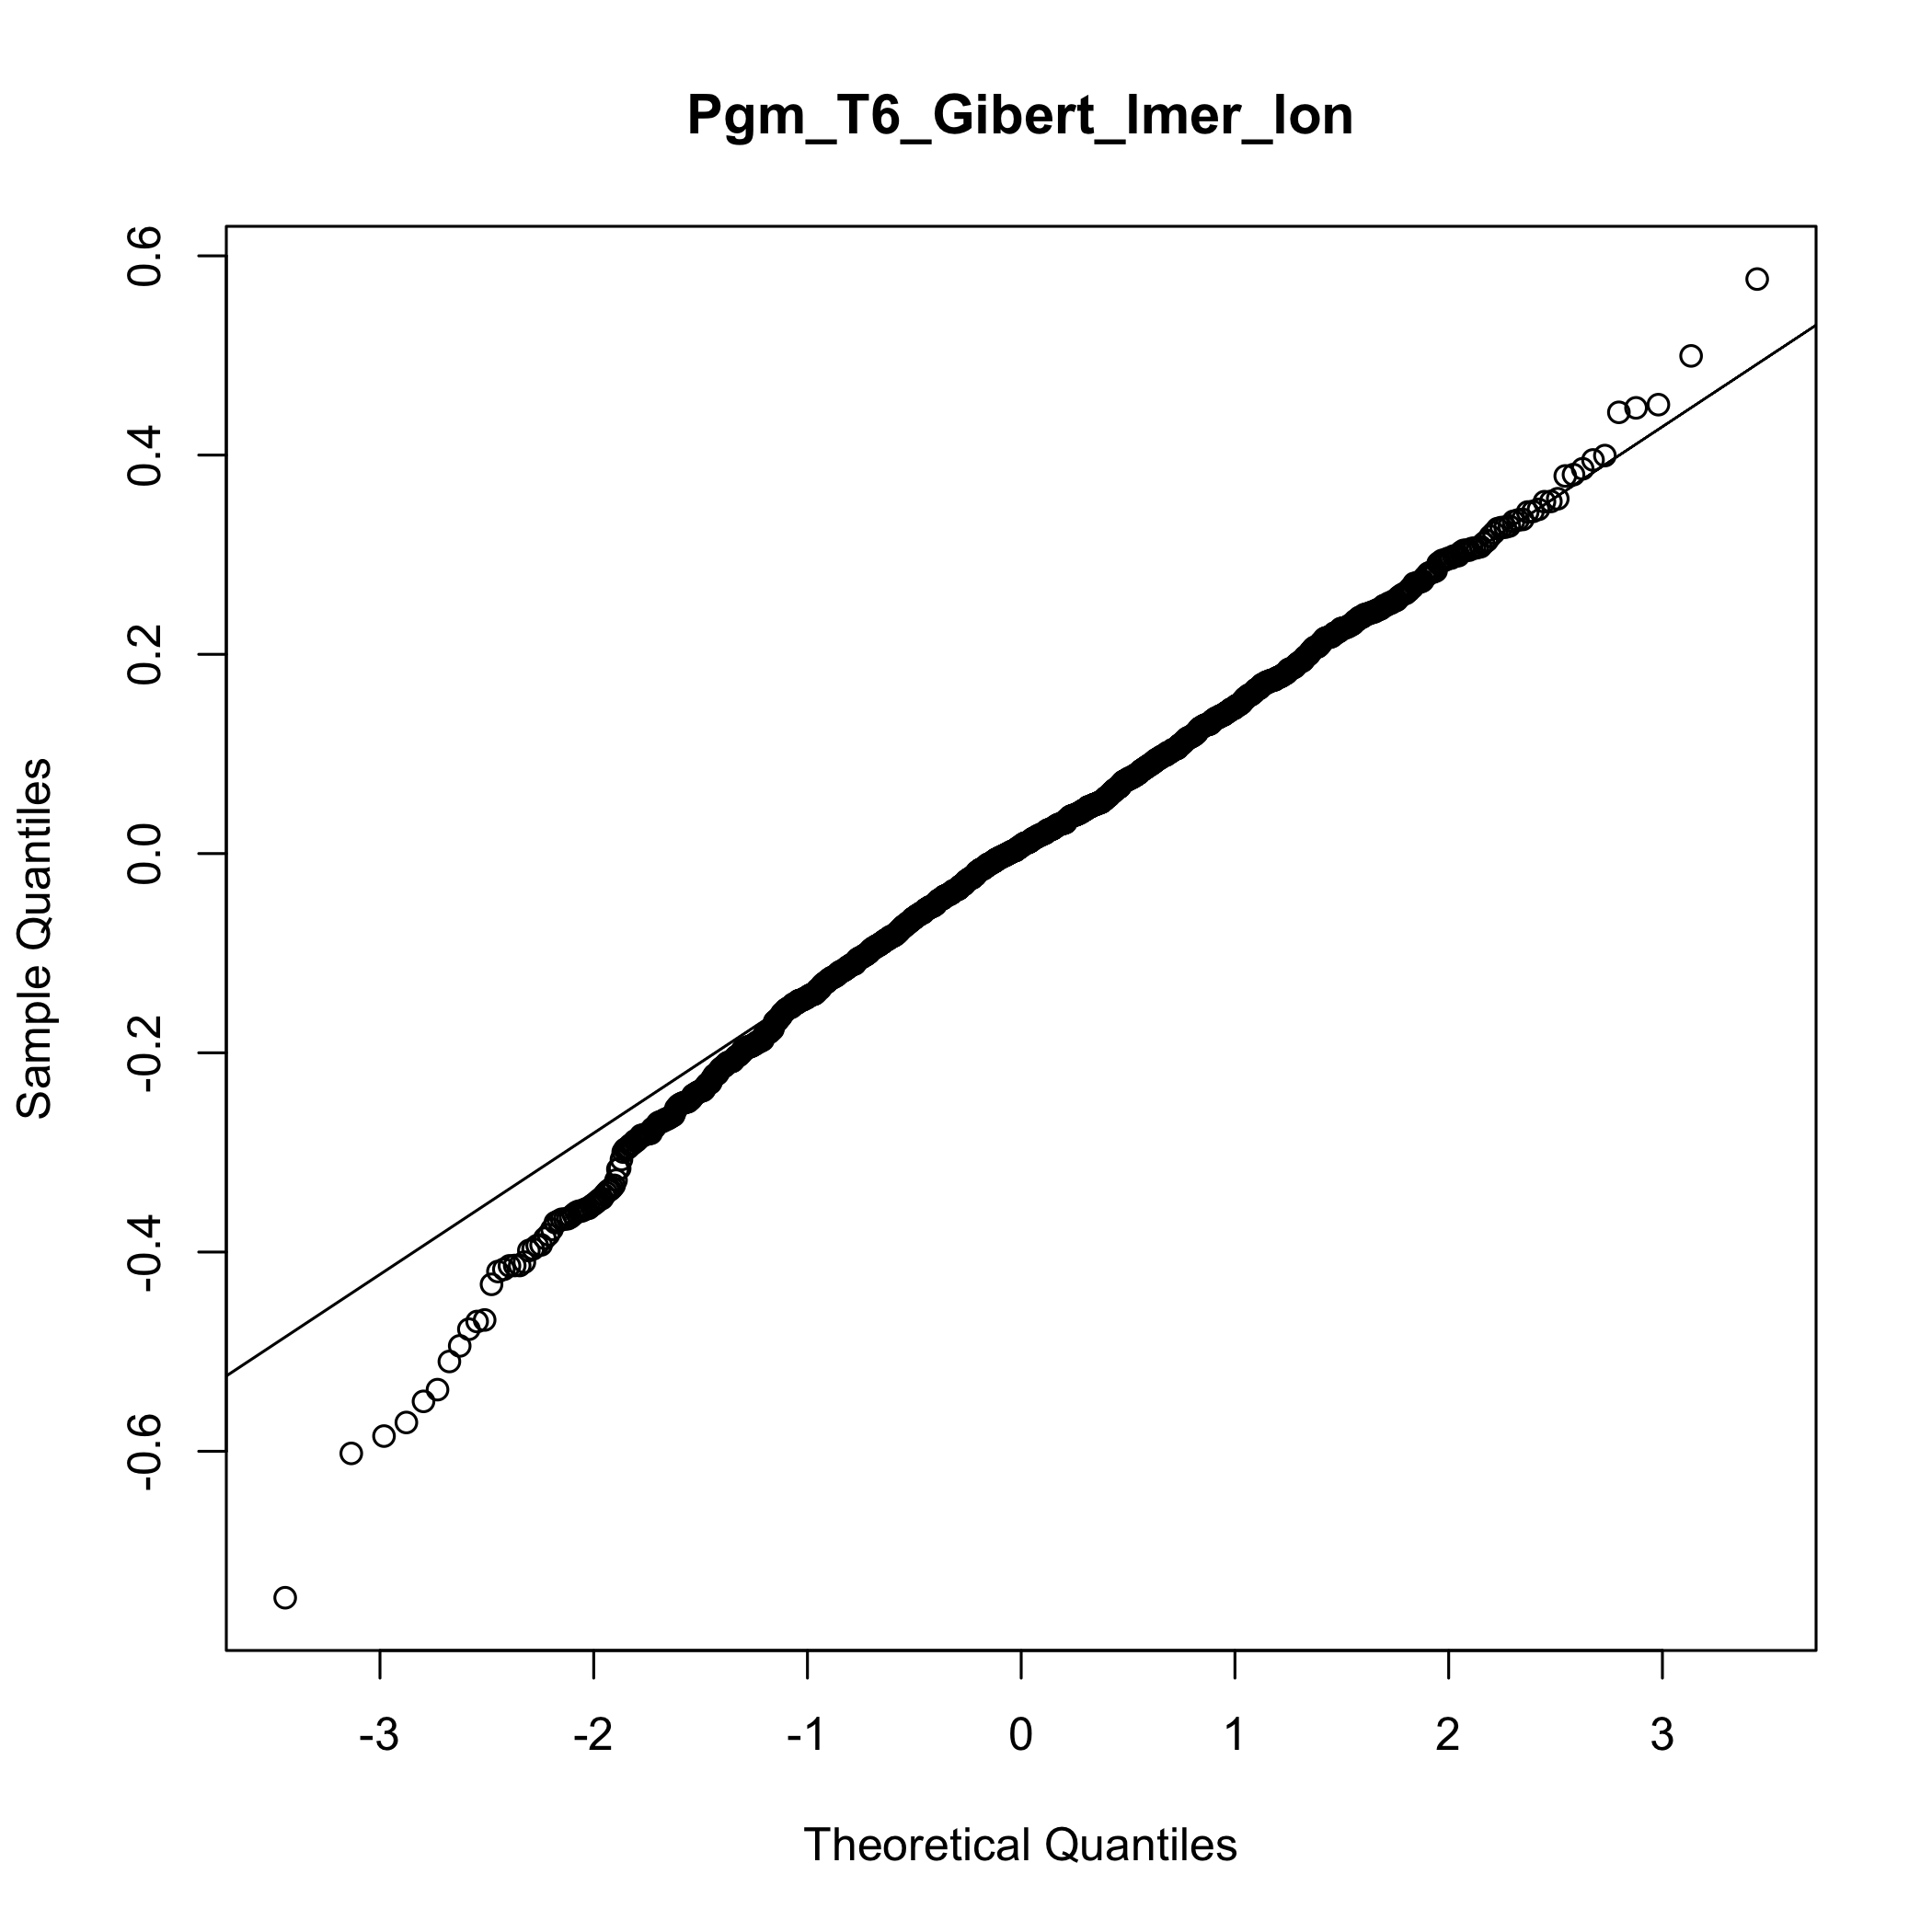 Pgm_T6_Gibert_lmer_lon
Sample Quantiles
0.6
0.4
0.2
0.0
-0.2
-0.4
-0.6
-3 -2 -1 0 1 2 3
Theoretical Quantiles